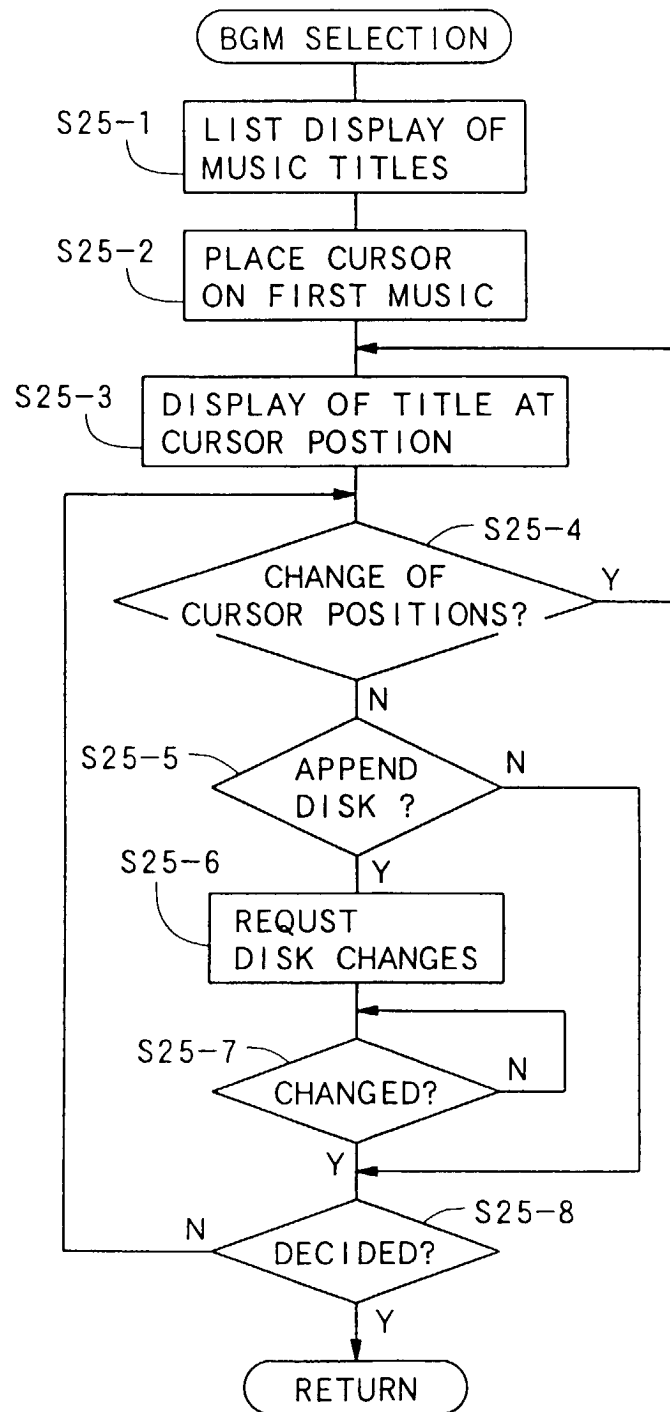 BGM SELECTION
S25-1
LIST DISPLAY OF
MUSIC TITLES
S25-2
PLACE CURSOR
ON FIRST MUSIC
S25-3
DISPLAY OF TITLE AT
CURSOR POSTION
S25-4
CHANGE OF
CURSOR POSITIONS?
Y
N
S25-5
APPEND
DISK ?
N
Y
S25-6
REQUST
DISK CHANGES
S25-7
CHANGED?
N
Y
S25-8
N
DECIDED?
Y
RETURN